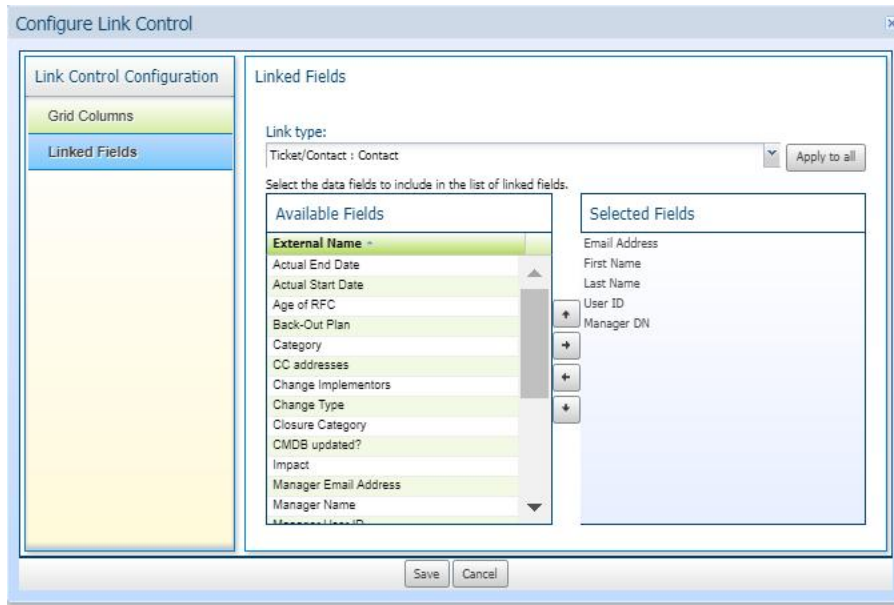 Configure Link Control
Link Control Configuration
Grid Columns
Linked Fields
Linked Fields
Link type:
Ticket/Contact : Contact
Apply to all
Select the data fields to include in the list of linked fields.
Available Fields
External Name
Actual End Date
Actual Start Date
Age of RFC
Back-Out Plan
Category
CC addresses
Change Implementors
Change Type
Closure Category
CMDB updated?
Impact
Manager Email Address
Manager Name
Manager User ID
Selected Fields
Email Address
First Name
Last Name
User ID
Manager DN
Save
Cancel